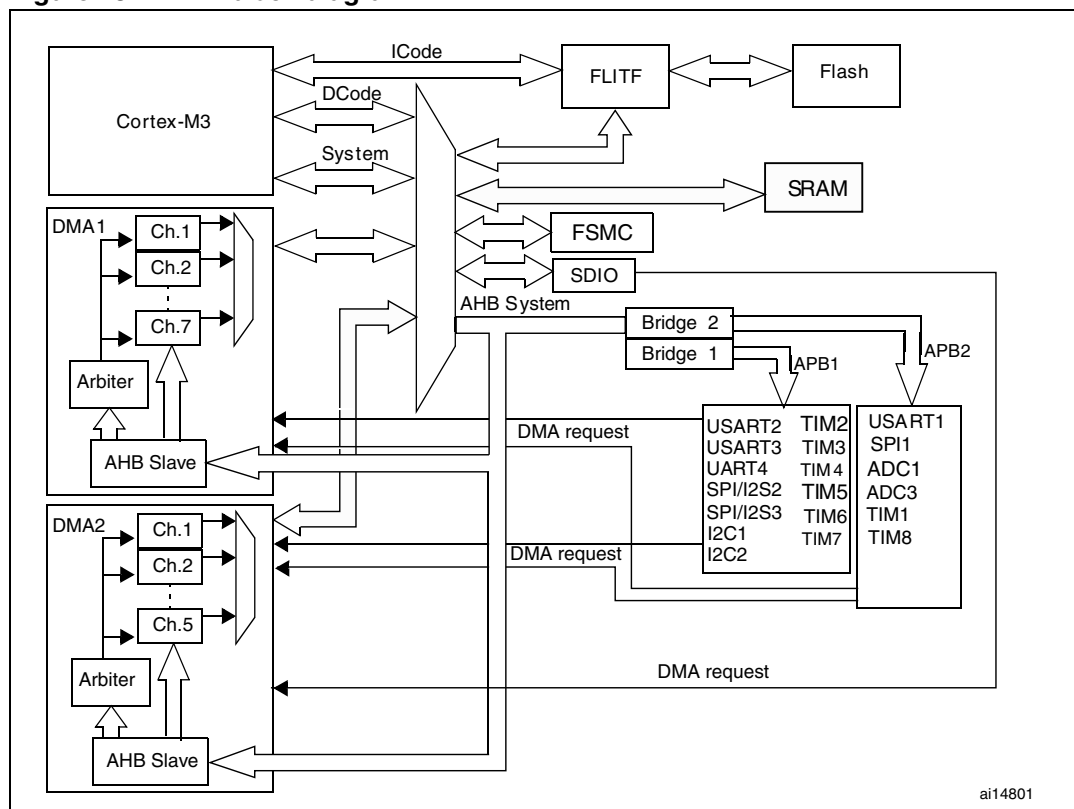 ICode
FLITF
Flash
Cortex-M3
DCode
System
SRAM
DMA1
Ch.1
Ch.2
Ch.7
Arbiter
AHB Slave
FSMC
SDIO
AHB System
Bridge 2
Bridge 1
APB2
APB1
DMA request
USART2
USART3
UART4
SPI/I2S2
SPI/I2S3
I2C1
I2C2
TIM2
TIM3
TIM4
TIM5
TIM6
TIM7
USART1
SPI1
ADC1
ADC3
TIM1
TIM8
DMA2
Ch.1
Ch.2
Ch.5
Arbiter
AHB Slave
DMA request
DMA request
ai14801